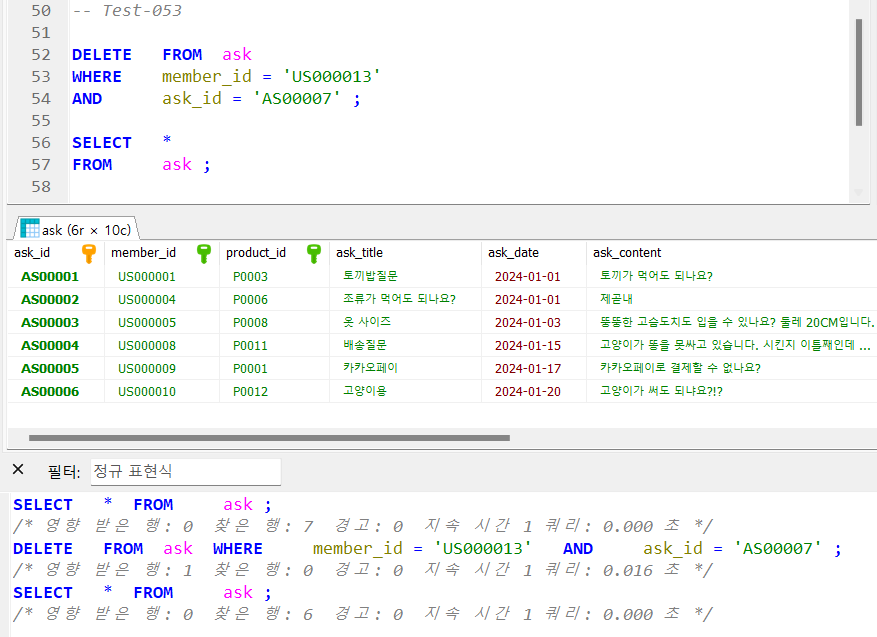 50 -- Test-053
51
52 DELETE FROM ask
53 WHERE member_id = 'US000013'
54 AND ask_id = 'AS00007' ;
55
56 SELECT *
57 FROM ask ;
58
ask (6r × 10c)
ask_id member_id product_id ask_title ask_date ask_content
AS00001 US000001 P0003 토끼밥질문 2024-01-01 토끼가 먹어도 되나요?
AS00002 US000004 P0006 조류가 먹어도 되나요? 2024-01-01 제곧내
AS00003 US000005 P0008 옷 사이즈 2024-01-03 뚱뚱한 고슴도치도 입을 수 있나요? 둘레 20CM입니다.
AS00004 US000008 P0011 배송질문 2024-01-15 고양이가 똥을 못싸고 있습니다. 시킨지 이틀째인데 ...
AS00005 US000009 P0001 카카오페이 2024-01-17 카카오페이로 결제할 수 없나요?
AS00006 US000010 P0012 고양이용 2024-01-20 고양이가 써도 되냐요?!?
× 필터: 정규 표현식
SELECT * FROM ask ;
/* 영향 받은 행: 0 찾은 행: 7 경고: 0 지속 시간 1 쿼리: 0.000 초 */
DELETE FROM ask WHERE member_id = 'US000013' AND ask_id = 'AS00007' ;
/* 영향 받은 행: 1 찾은 행: 0 경고: 0 지속 시간 1 쿼리: 0.016 초 */
SELECT * FROM ask ;
/* 영향 받은 행: 0 찾은 행: 6 경고: 0 지속 시간 1 쿼리: 0.000 초 */